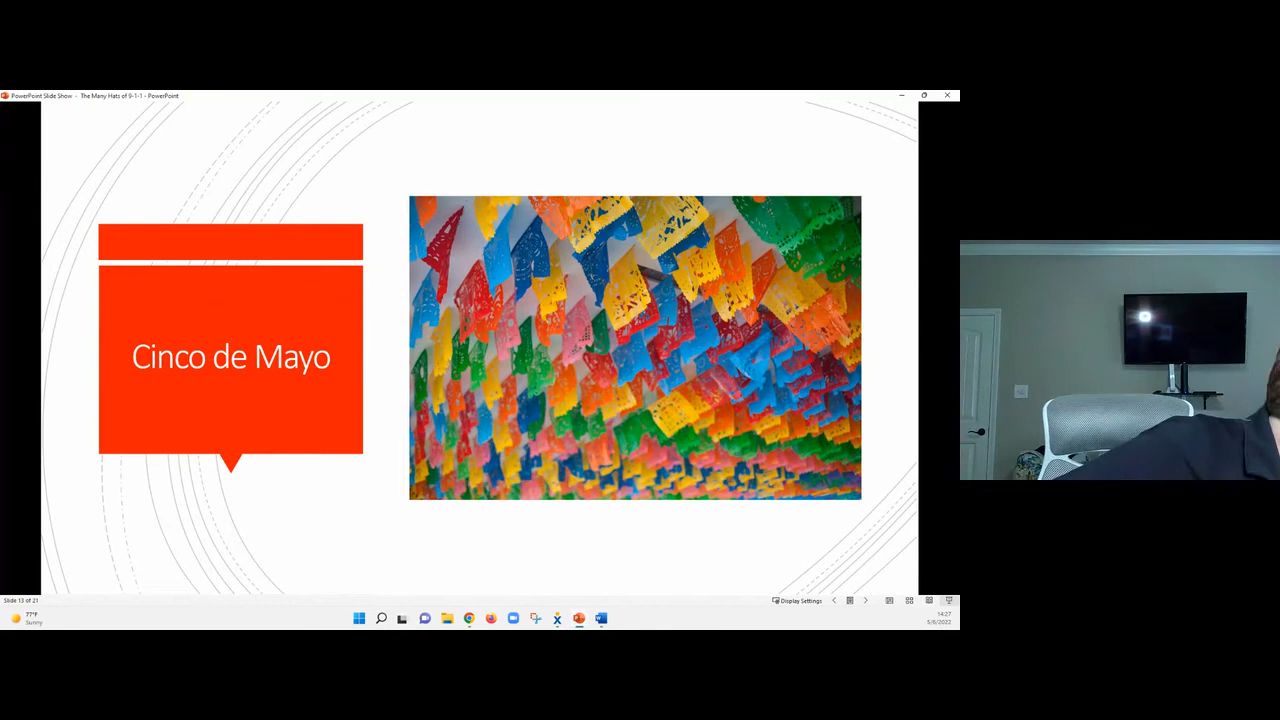 PowerPoint Slide Show - The Many Hats of 9-1-1 - PowerPoint
Cinco de Mayo
Slide 13 of 21
Display Settings
77°F
Sunny
14:27
5/6/2022